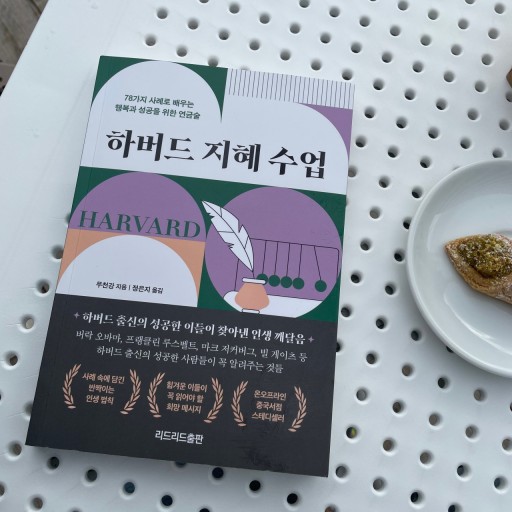 78가지 사례로 배우는
행복과 성공을 위한 연금술
하버드 지혜 수업
HARVARD
무천강 지음 | 정은지 옮김
하버드 출신의 성공한 이들이 찾아낸 인생 깨달음
버락 오바마, 프랭클린 루스벨트, 마크 저커버그, 빌 게이츠 등
하버드 출신의 성공한 사람들이 꼭 알려주는 것들
사례 속에 담긴
반짝이는
인생 법칙
힘겨운 이들이
꼭 읽어야 할
희망 메시지
온오프라인
중국서점
스테디셀러
리드리드출판